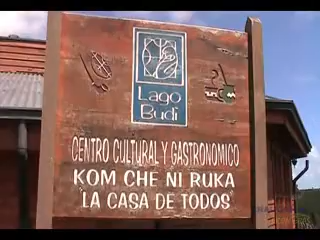 Lago
Budi
CENTRO CULTURAL Y GASTRONOMICO
KOM CHE NI RUKA
"LA CASA DE TODOS"